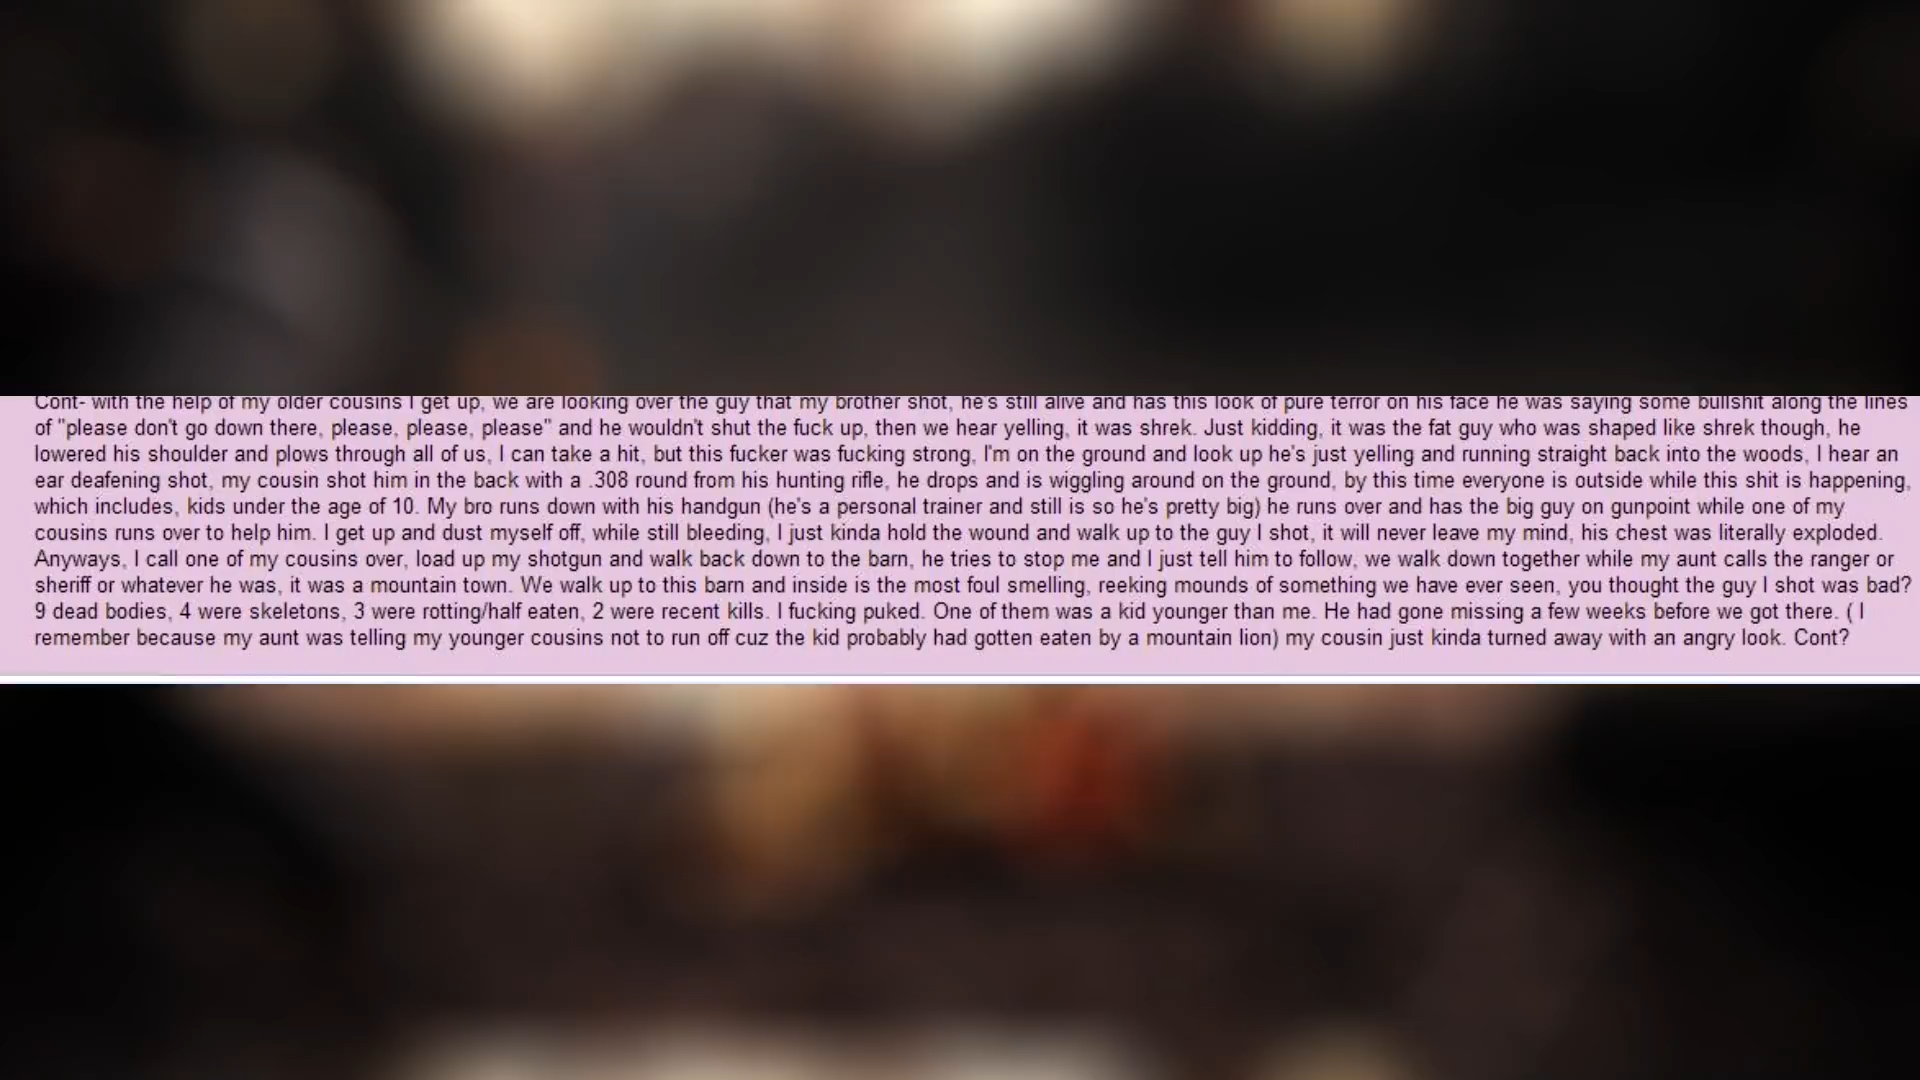 Cont- with the help of my older cousins I get up, we are looking over the guy that my brother shot, he's still alive and has this look of pure terror on his face he was saying some bullshit along the lines
of "please don't go down there, please, please, please" and he wouldn't shut the fuck up, then we hear yelling, it was shrek. Just kidding, it was the fat guy who was shaped like shrek though, he
lowered his shoulder and plows through all of us, I can take a hit, but this fucker was fucking strong, I'm on the ground and look up he's just yelling and running straight back into the woods, I hear an
ear deafening shot, my cousin shot him in the back with a .308 round from his hunting rifle, he drops and is wiggling around on the ground, by this time everyone is outside while this shit is happening,
which includes, kids under the age of 10. My bro runs down with his handgun (he's a personal trainer and still is so he's pretty big) he runs over and has the big guy on gunpoint while one of my
cousins runs over to help him. I get up and dust myself off, while still bleeding, I just kinda hold the wound and walk up to the guy I shot, it will never leave my mind, his chest was literally exploded.
Anyways, I call one of my cousins over, load up my shotgun and walk back down to the barn, he tries to stop me and I just tell him to follow, we walk down together while my aunt calls the ranger or
sheriff or whatever he was, it was a mountain town. We walk up to this barn and inside is the most foul smelling, reeking mounds of something we have ever seen, you thought the guy I shot was bad?
9 dead bodies, 4 were skeletons, 3 were rotting/half eaten, 2 were recent kills. I fucking puked. One of them was a kid younger than me. He had gone missing a few weeks before we got there. ( I
remember because my aunt was telling my younger cousins not to run off cuz the kid probably had gotten eaten by a mountain lion) my cousin just kinda turned away with an angry look. Cont?